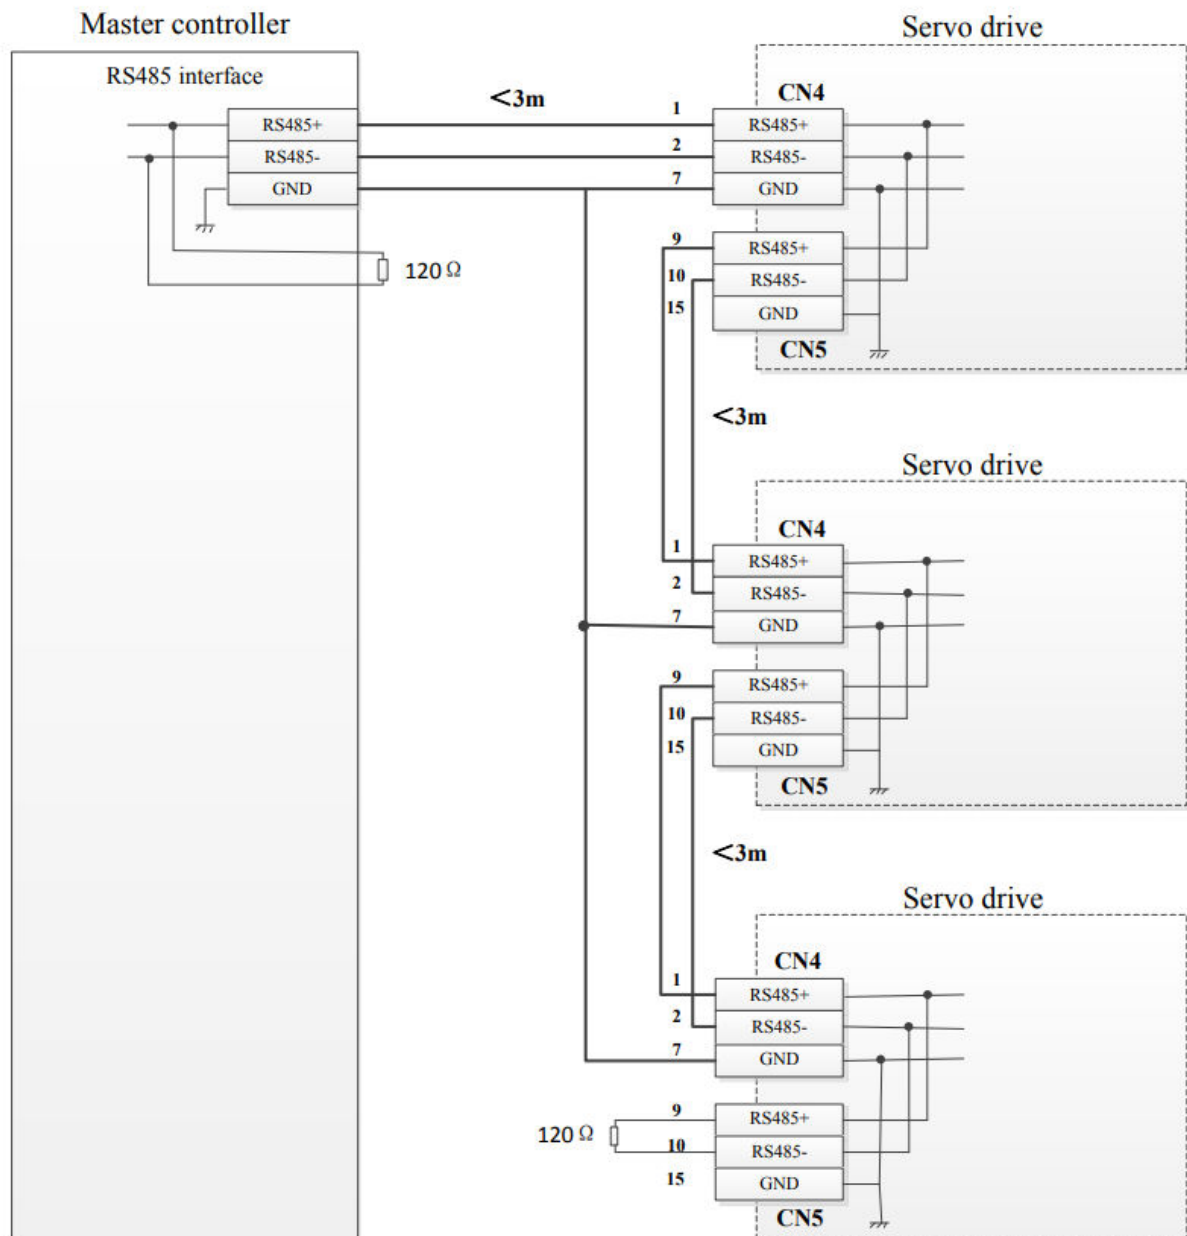 Master controller
Servo drive
RS485 interface
<3m
CN4
RS485+
1
RS485+
RS485-
2
RS485-
GND
7
GND
9
RS485+
120 Ω
10
RS485-
15
GND
CN5
<3m
Servo drive
CN4
1
RS485+
2
RS485-
7
GND
9
RS485+
10
RS485-
15
GND
CN5
<3m
Servo drive
CN4
1
RS485+
2
RS485-
7
GND
9
RS485+
120 Ω
10
RS485-
15
GND
CN5